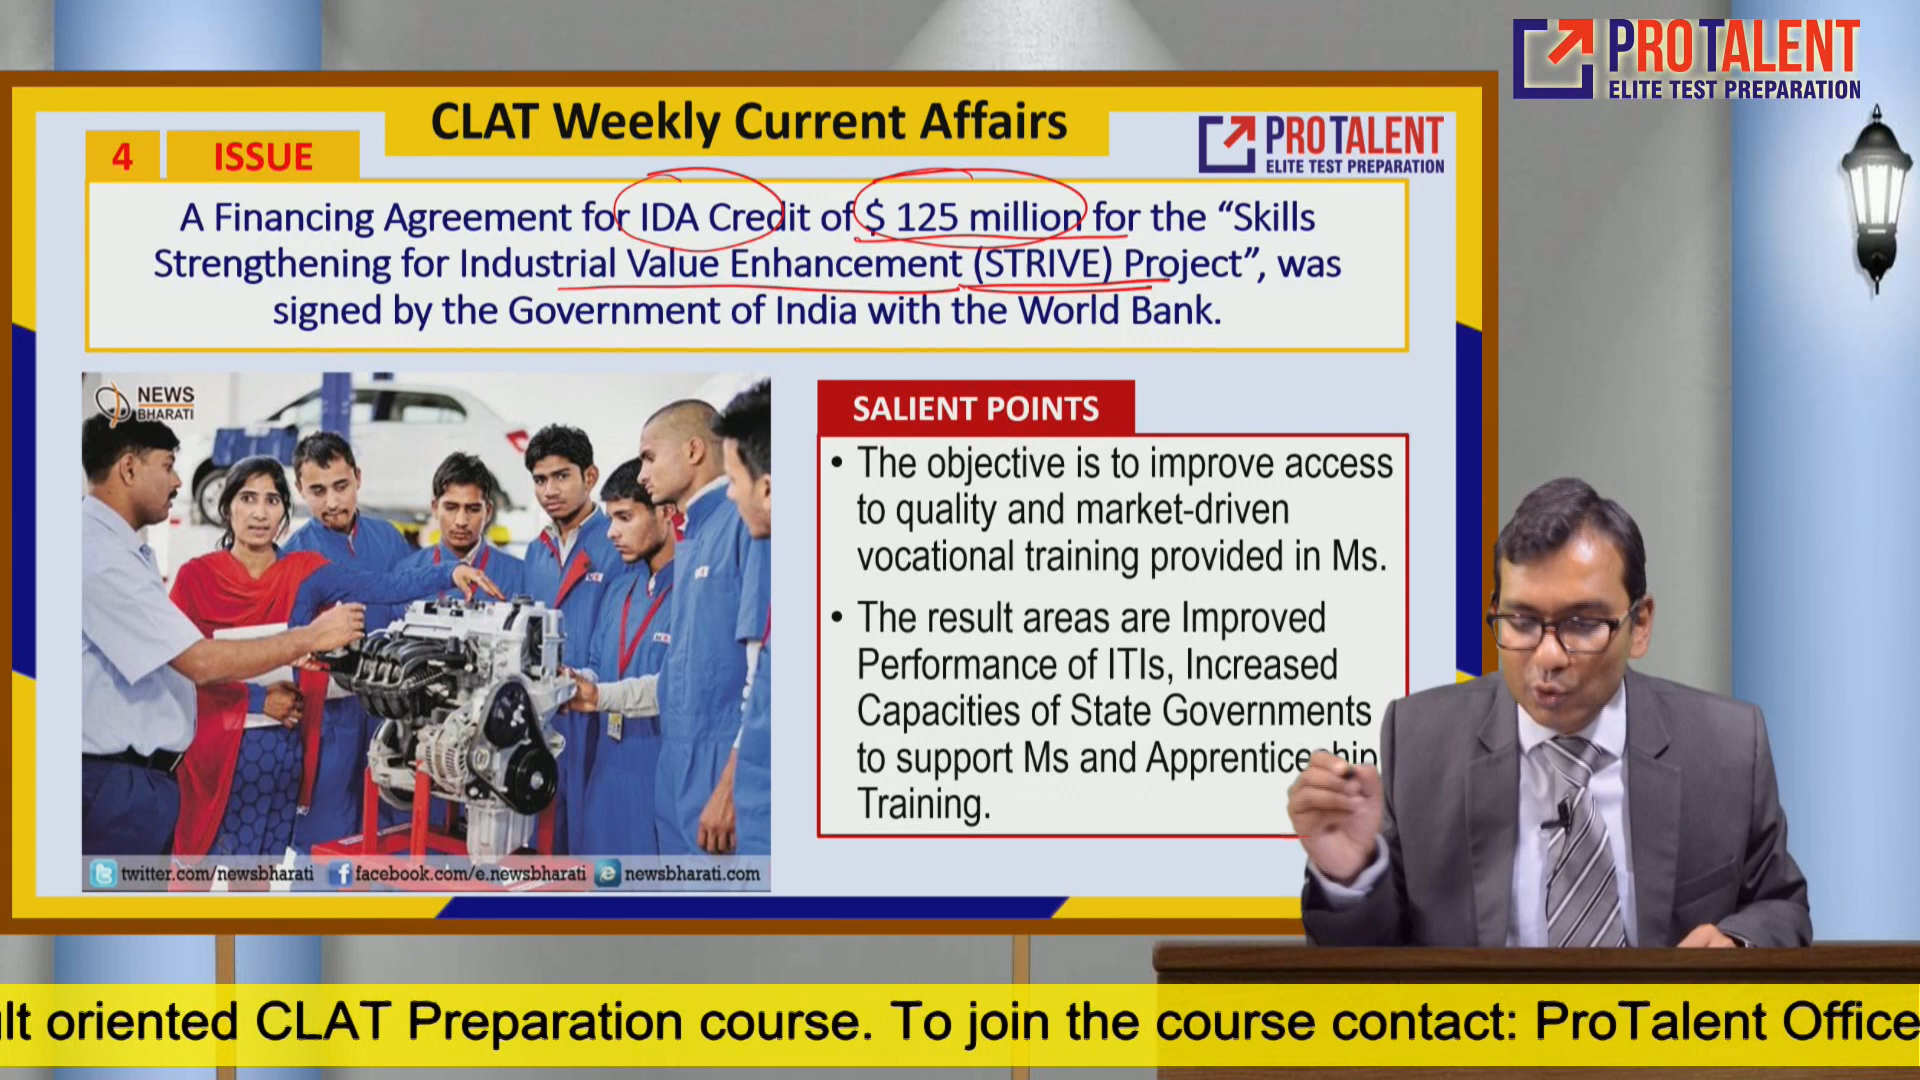 PROTALENT
ELITE TEST PREPARATION
CLAT Weekly Current Affairs
4 ISSUE
PROTALENT
ELITE TEST PREPARATION
A Financing Agreement for IDA Credit of $ 125 million for the “Skills
Strengthening for Industrial Value Enhancement (STRIVE) Project”, was
signed by the Government of India with the World Bank.
NEWS
BHARATI
SALIENT POINTS
• The objective is to improve access
to quality and market-driven
vocational training provided in Ms.
• The result areas are Improved
Performance of ITIs, Increased
Capacities of State Governments
to support Ms and Apprenticeship
Training.
twitter.com/newsbharati facebook.com/e.newsbharati newsbharati.com
lt oriented CLAT Preparation course. To join the course contact: ProTalent Office